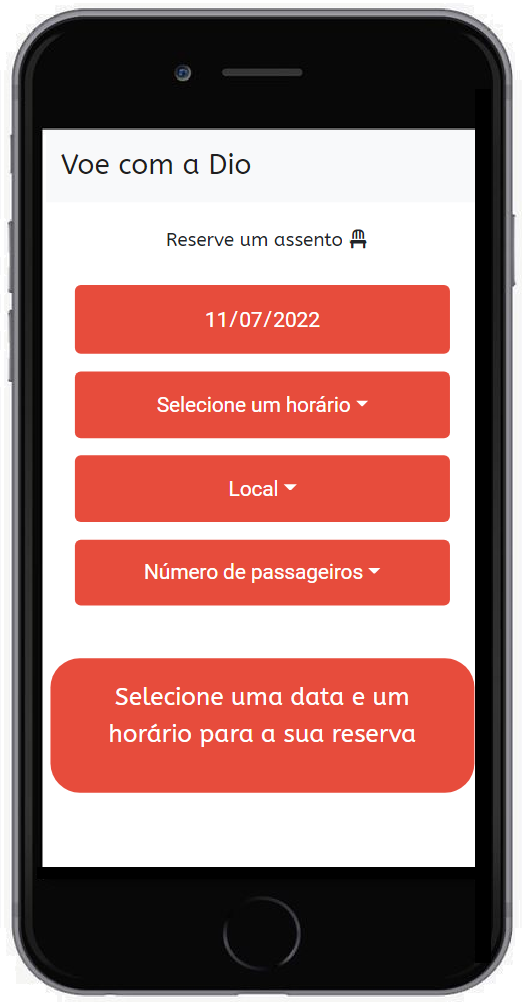 Voe com a Dio
Reserve um assento
11/07/2022
Selecione um horário
Local
Número de passageiros
Selecione uma data e um
horário para a sua reserva